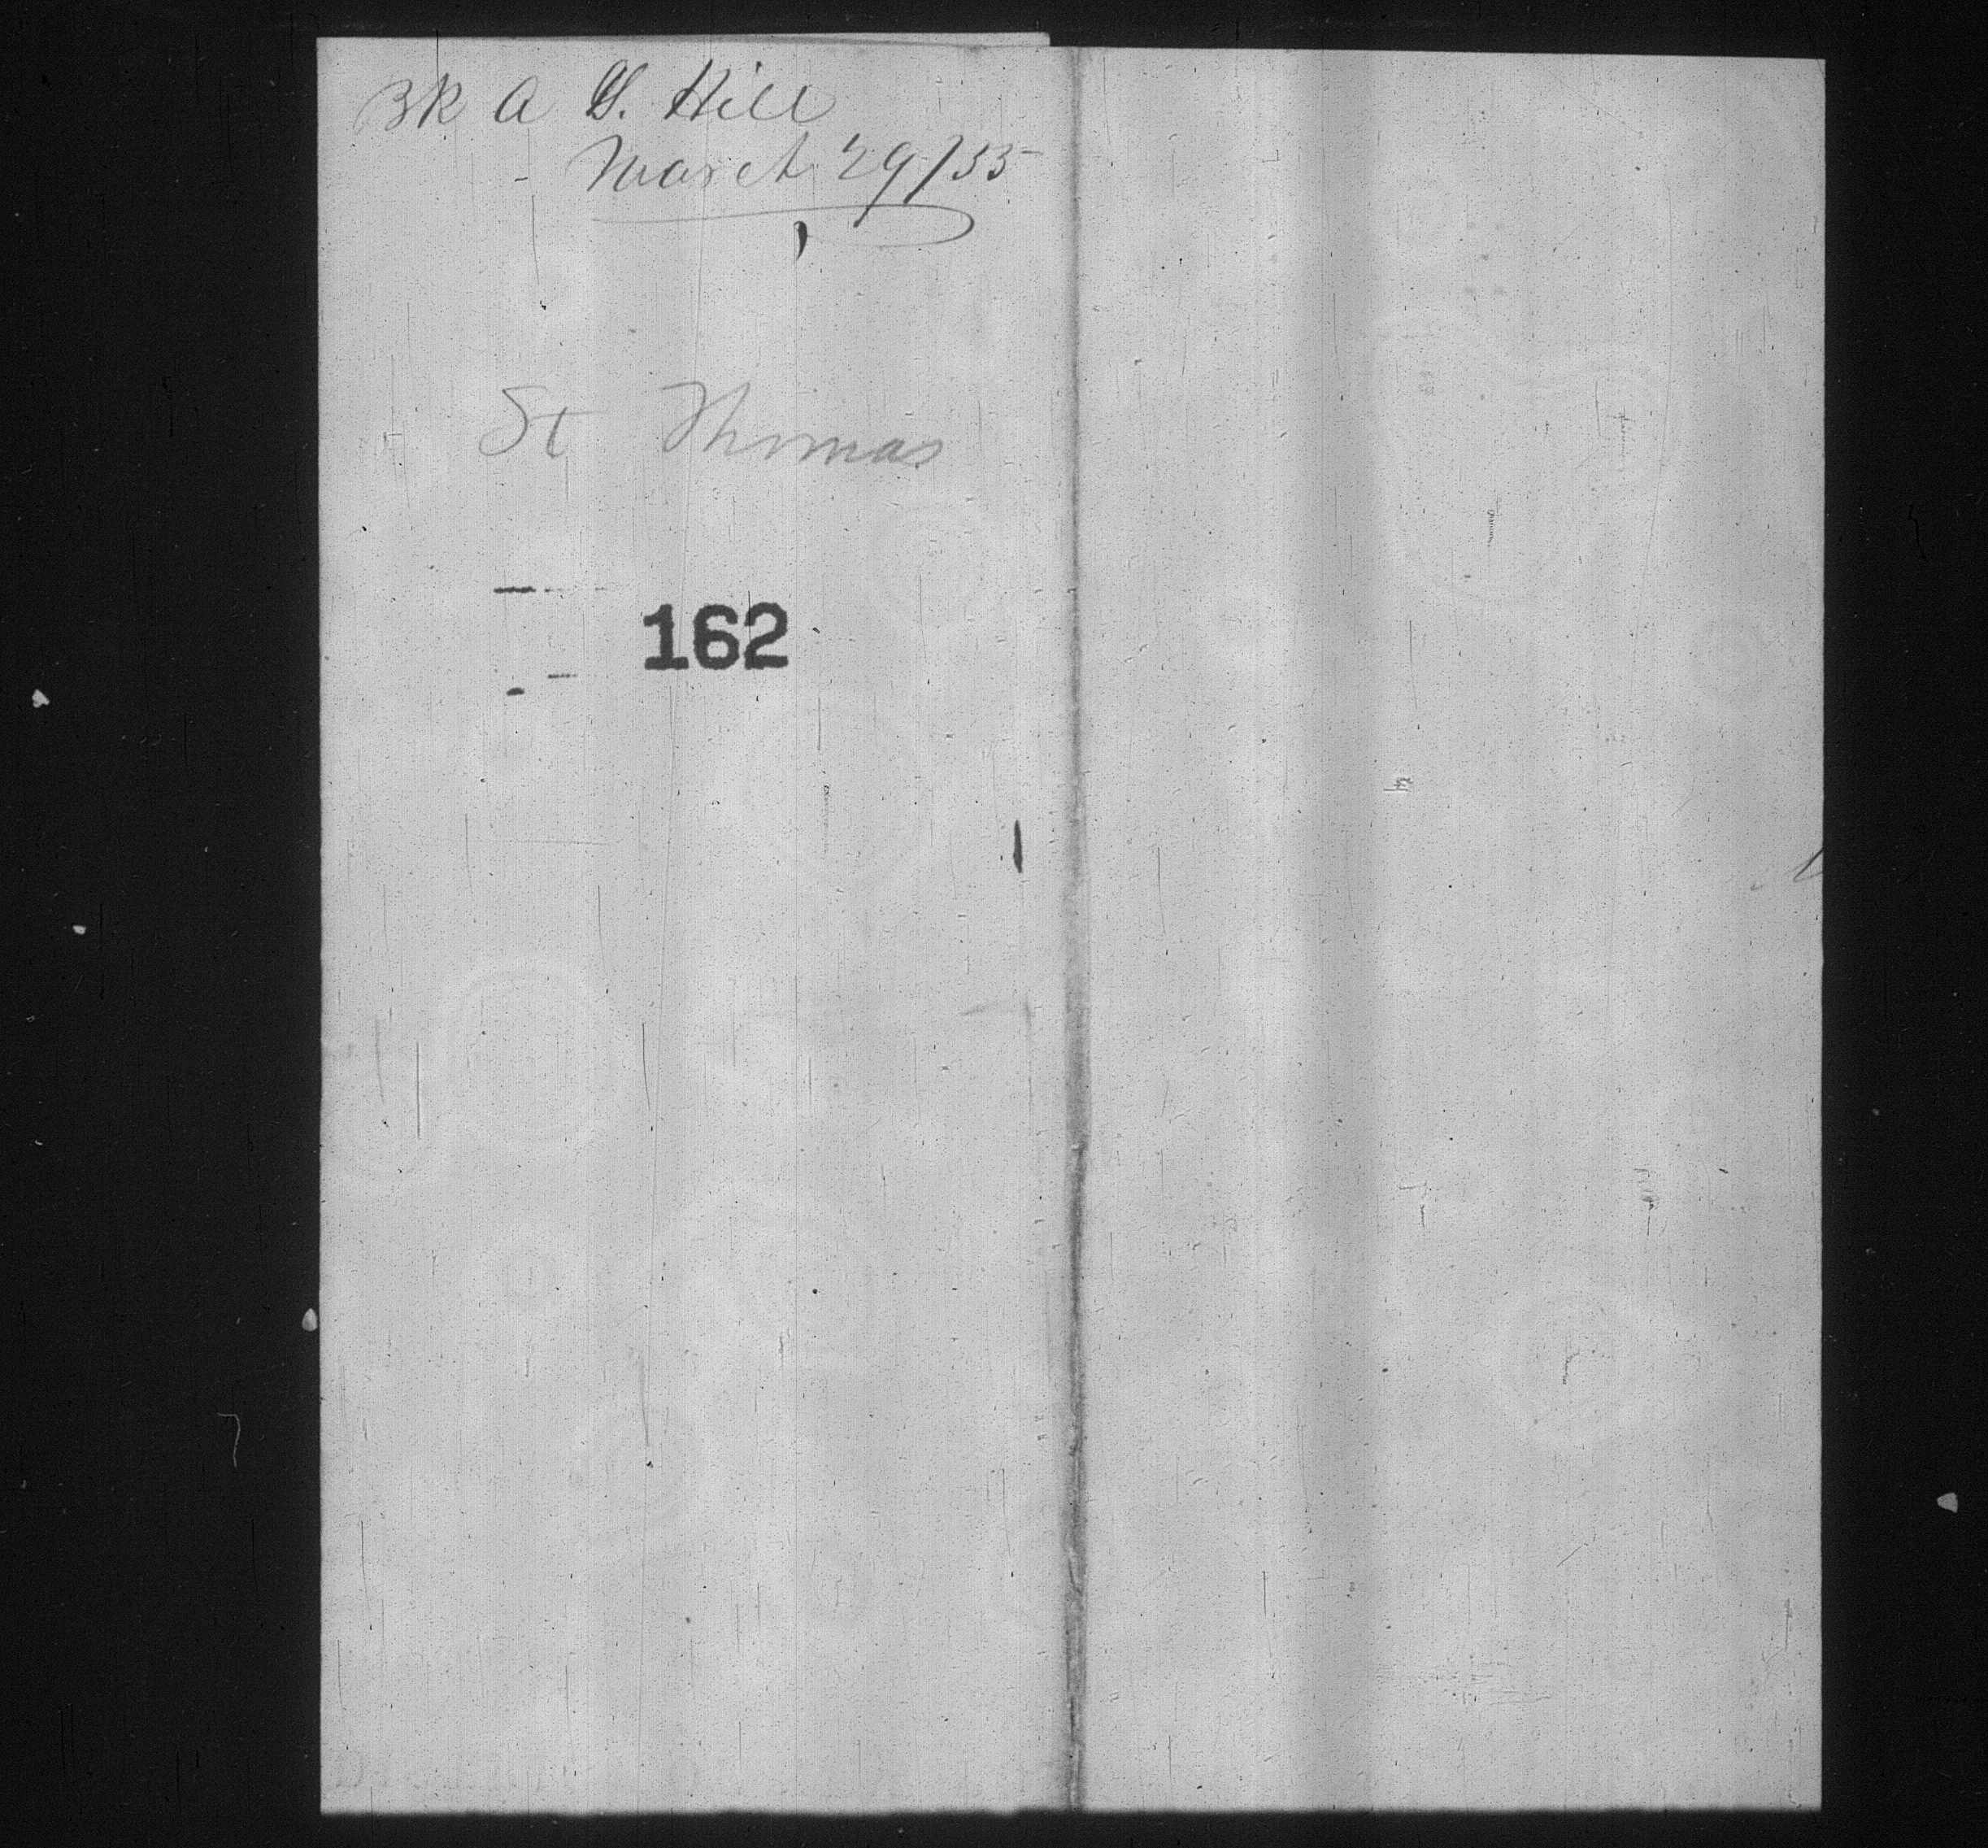 Bk A G. Hill
March 29/55
St Thomas
162